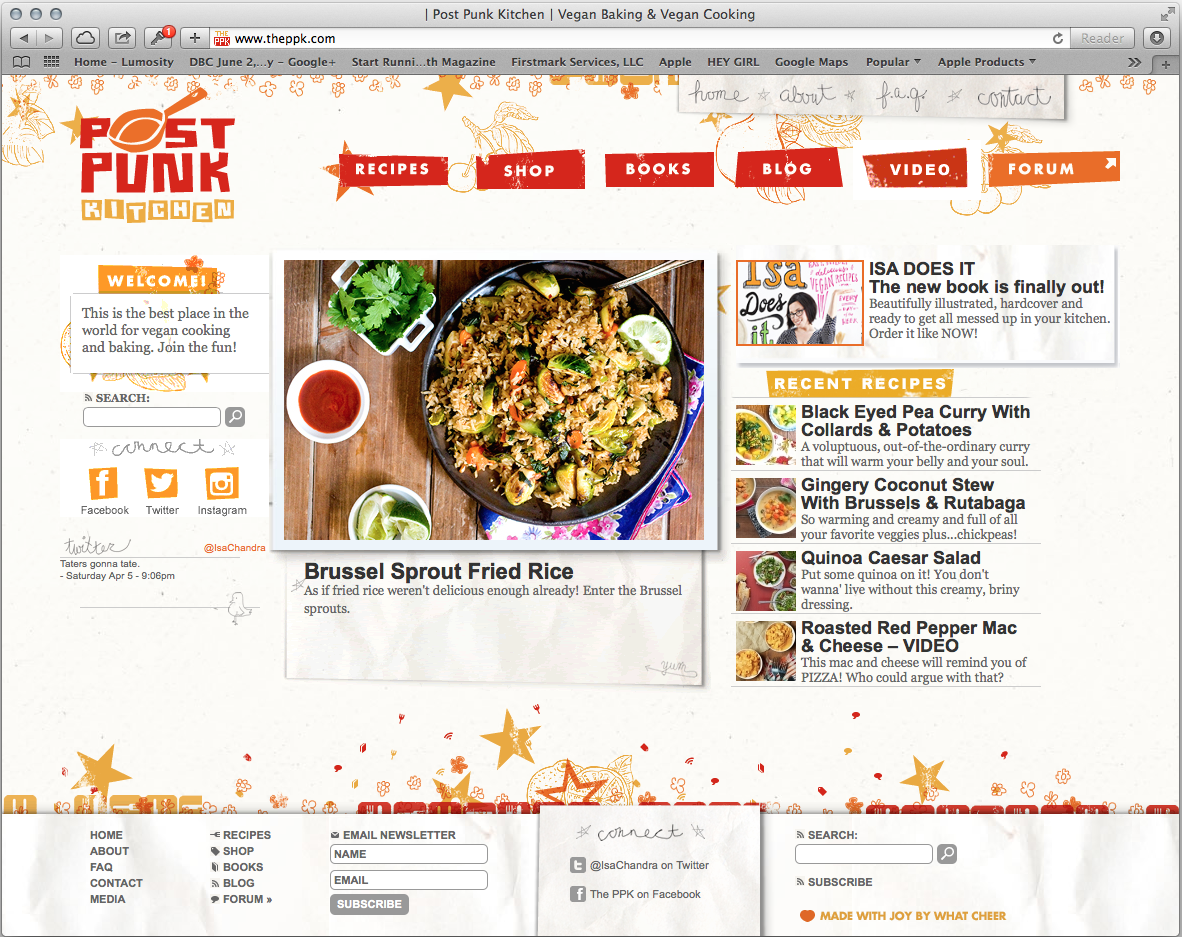 | Post Punk Kitchen | Vegan Baking & Vegan Cooking
1
THE PPK www.theppk.com
Reader
Home – Lumosity DBC June 2,...y – Google+ Start Runni...th Magazine Firstmark Services, LLC Apple HEY GIRL Google Maps Popular Apple Products
home about f.a.q. contact
POST
PUNK
KITCHEN
RECIPES SHOP BOOKS BLOG VIDEO FORUM
WELCOME!
This is the best place in the
world for vegan cooking
and baking. Join the fun!
SEARCH:
connect
Facebook Twitter Instagram
twitter @IsaChandra
Taters gonna tate.
- Saturday Apr 5 - 9:06pm
Brussel Sprout Fried Rice
As if fried rice weren't delicious enough already! Enter the Brussel
sprouts.
yum
Isa
Does
it
ISA DOES IT
The new book is finally out!
Beautifully illustrated, hardcover and
ready to get all messed up in your kitchen.
Order it like NOW!
RECENT RECIPES
Black Eyed Pea Curry With
Collards & Potatoes
A voluptuous, out-of-the-ordinary curry
that will warm your belly and your soul.
Gingery Coconut Stew
With Brussels & Rutabaga
So warming and creamy and full of all
your favorite veggies plus...chickpeas!
Quinoa Caesar Salad
Put some quinoa on it! You don't
wanna' live without this creamy, briny
dressing.
Roasted Red Pepper Mac
& Cheese – VIDEO
This mac and cheese will remind you of
PIZZA! Who could argue with that?
HOME
ABOUT
FAQ
CONTACT
MEDIA
RECIPES
SHOP
BOOKS
BLOG
FORUM »
EMAIL NEWSLETTER
NAME
EMAIL
SUBSCRIBE
connect
@IsaChandra on Twitter
The PPK on Facebook
SEARCH:
SUBSCRIBE
MADE WITH JOY BY WHAT CHEER